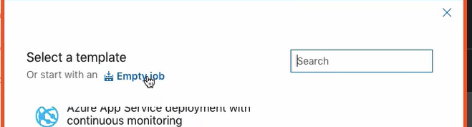 Select a template
Search
Or start with an Empty job
Azure App Service deployment with
continuous monitoring